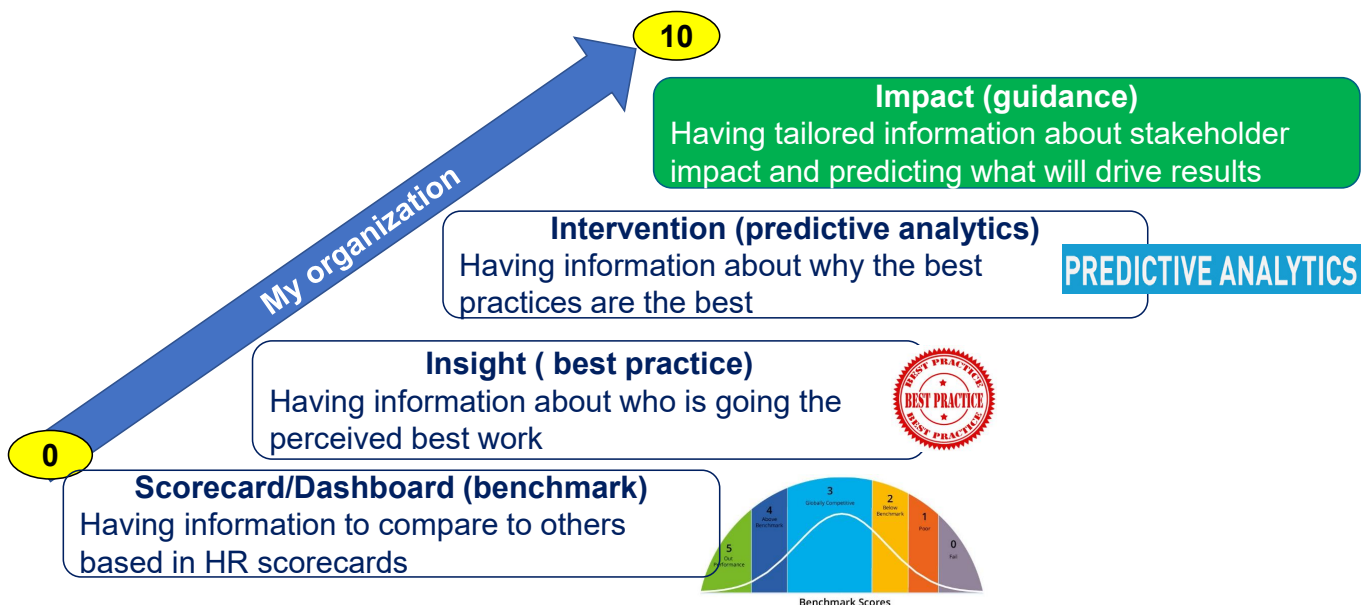 10
Impact (guidance)
Having tailored information about stakeholder
impact and predicting what will drive results
My organization
Intervention (predictive analytics)
Having information about why the best
practices are the best
PREDICTIVE ANALYTICS
Insight ( best practice)
Having information about who is going the
perceived best work
BEST PRACTICE
BEST PRACTICE
BEST PRACTICE
0
Scorecard/Dashboard (benchmark)
Having information to compare to others
based in HR scorecards
5
Out
Performance
4
Above
Benchmark
3
Globally Competitive
2
Below
Benchmark
1
Poor
0
Fail
Benchmark Scores